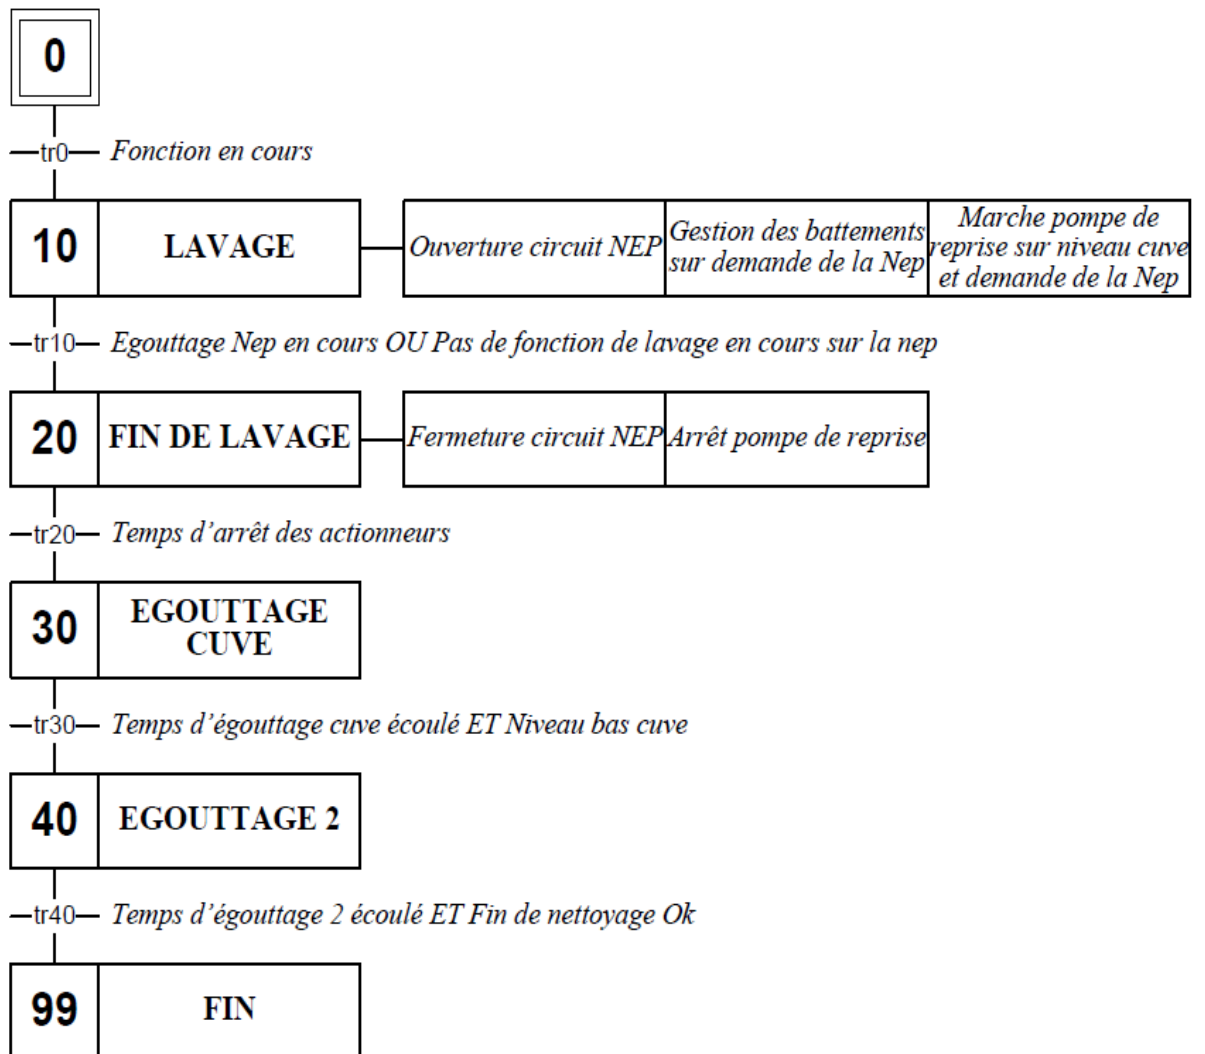 0
tr0 Fonction en cours
10 LAVAGE
Ouverture circuit NEP
Gestion des battements
sur demande de la Nep
Marche pompe de
reprise sur niveau cuve
et demande de la Nep
tr10 Egouttage Nep en cours OU Pas de fonction de lavage en cours sur la nep
20 FIN DE LAVAGE
Fermeture circuit NEP
Arrêt pompe de reprise
tr20 Temps d’arrêt des actionneurs
30 EGOUTTAGE
CUVE
tr30 Temps d’égouttage cuve écoulé ET Niveau bas cuve
40 EGOUTTAGE 2
tr40 Temps d’égouttage 2 écoulé ET Fin de nettoyage Ok
99 FIN